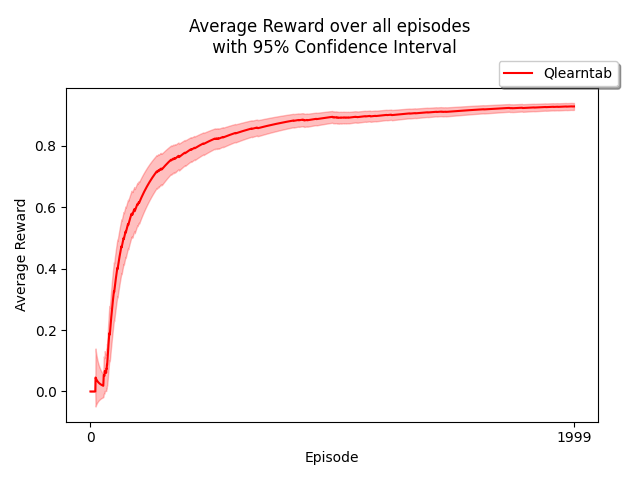 Average Reward over all episodes
with 95% Confidence Interval
Qlearntab
0.8
0.6
0.4
0.2
0.0
Average Reward
0
1999
Episode